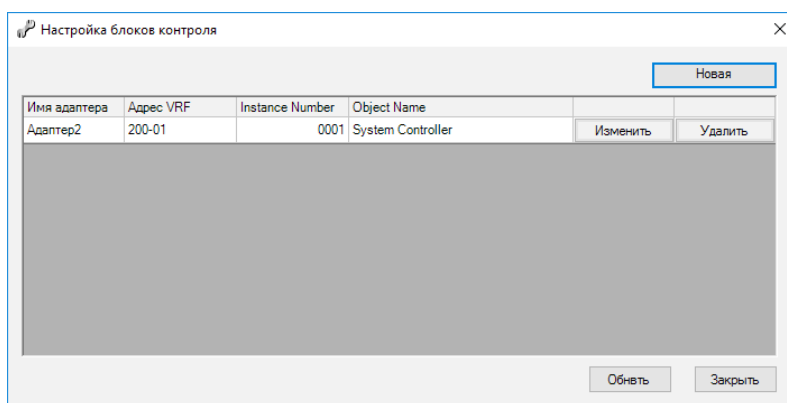 Настройка блоков контроля
Новая
Имя адаптера Адрес VRF Instance Number Object Name
Адаптер2 200-01 0001 System Controller Изменить Удалить
Обнвть Закрыть